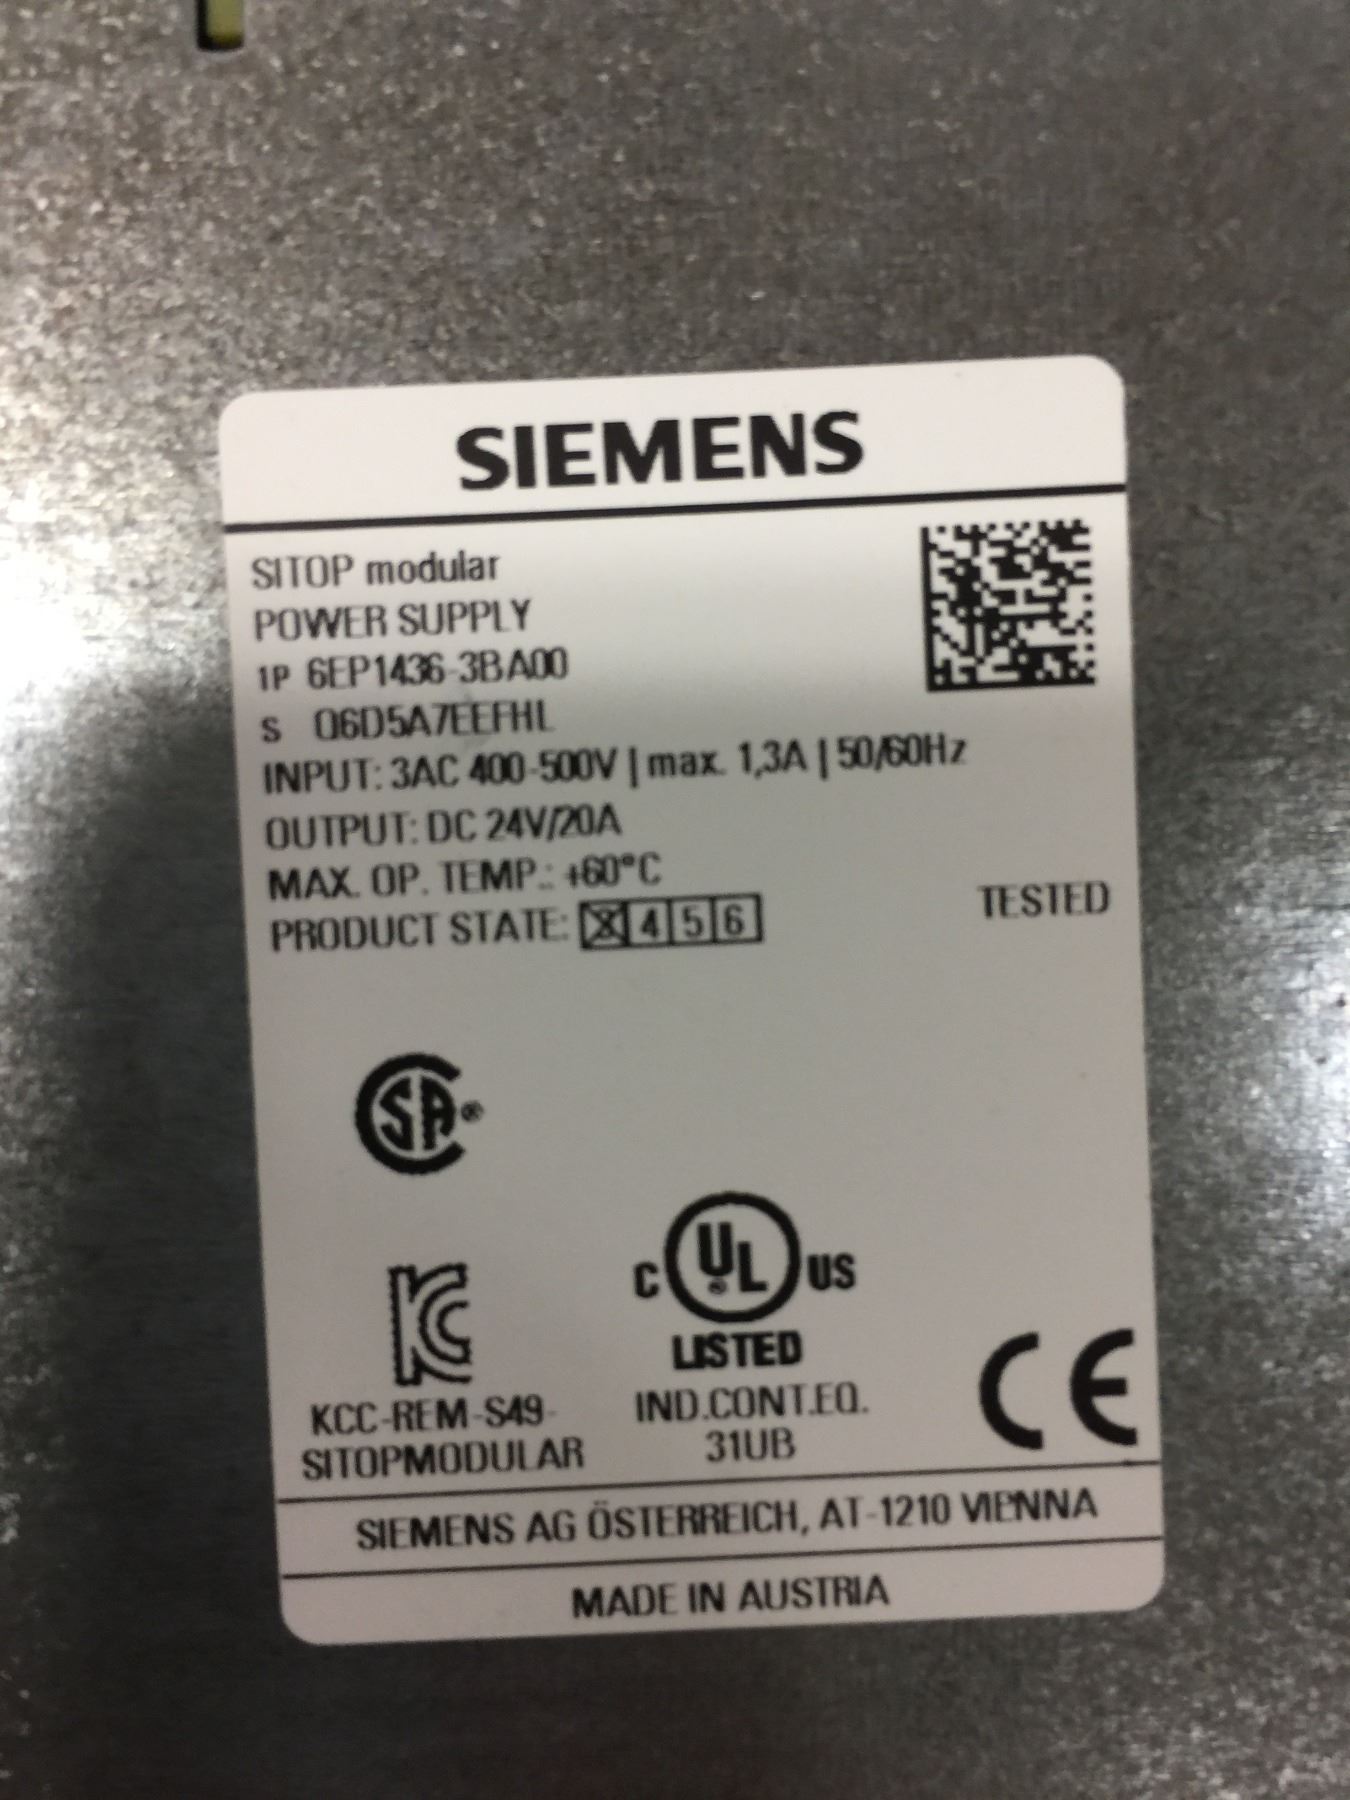 SIEMENS
SITOP modular
POWER SUPPLY
1P 6EP1436-3BA00
S Q6D5A7EEFHL
INPUT: 3AC 400-500V | max. 1,3A | 50/60Hz
OUTPUT: DC 24V/20A
MAX. OP. TEMP.: +60°C
PRODUCT STATE: X 4 5 6
TESTED
CSA®
C UL® US
LISTED
KC
CE
KCC-REM-S49-
SITOPMODULAR
IND.CONT.EQ.
31UB
SIEMENS AG ÖSTERREICH, AT-1210 VIENNA
MADE IN AUSTRIA